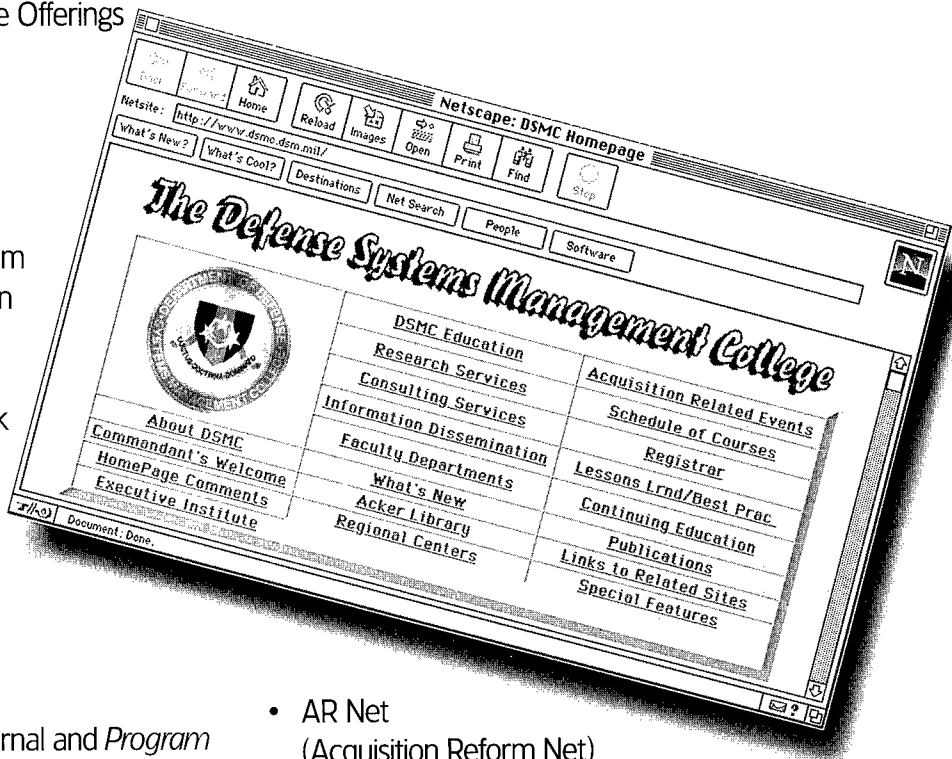 e Offerings
Netscape: DSMC Homepage
Back Forward Home Reload Images Open Print Find Stop
Netsite: http://www.dsmc.dsm.mil/
What's New? What's Cool? Destinations Net Search People Software
N
The Defense Systems Management College
m
n
k
About DSMC
Commandant's Welcome
HomePage Comments
Executive Institute
DSMC Education
Research Services
Consulting Services
Information Dissemination
Faculty Departments
What's New
Acker Library
Regional Centers
Acquisition Related Events
Schedule of Courses
Registrar
Lessons Lrnd/Best Prac
Continuing Education
Publications
Links to Related Sites
Special Features
Document: Done.
?
rnal and Program
• AR Net
(Acquisition Reform Net)